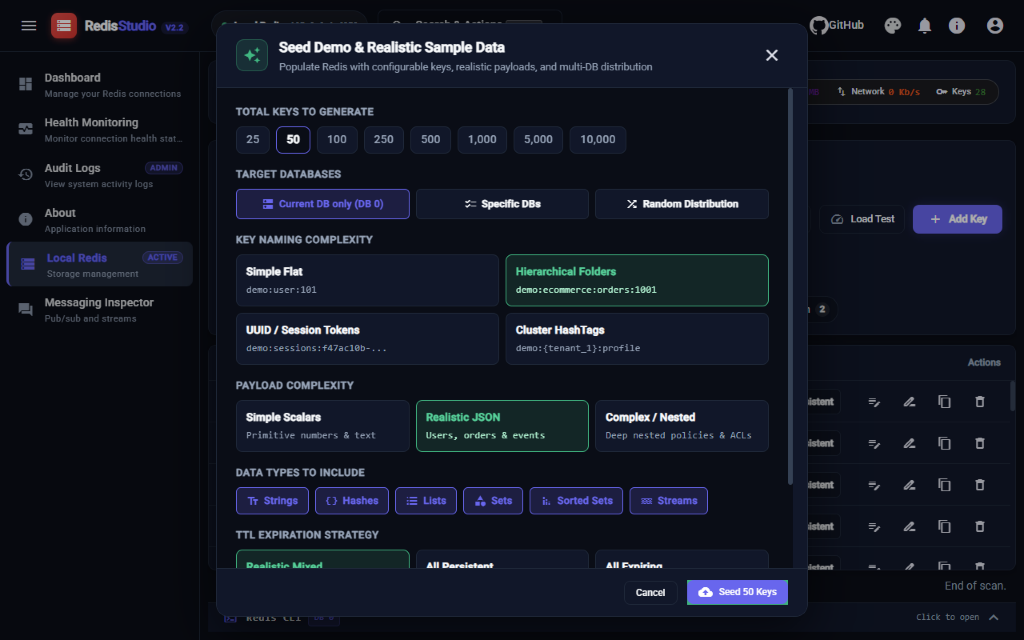 RedisStudio v2.2
GitHub
Seed Demo & Realistic Sample Data
Populate Redis with configurable keys, realistic payloads, and multi-DB distribution
Dashboard
Manage your Redis connections
Health Monitoring
Monitor connection health stat...
Audit Logs ADMIN
View system activity logs
About
Application information
Local Redis ACTIVE
Storage management
Messaging Inspector
Pub/sub and streams
Network 0 Kb/s Keys 28
Load Test
Add Key
2
Actions
TOTAL KEYS TO GENERATE
25 50 100 250 500 1,000 5,000 10,000
TARGET DATABASES
Current DB only (DB 0) Specific DBs Random Distribution
KEY NAMING COMPLEXITY
Simple Flat
demo:user:101
Hierarchical Folders
demo:ecommerce:orders:1001
UUID / Session Tokens
demo:sessions:f47ac10b-...
Cluster HashTags
demo:{tenant_1}:profile
PAYLOAD COMPLEXITY
Simple Scalars
Primitive numbers & text
Realistic JSON
Users, orders & events
Complex / Nested
Deep nested policies & ACLs
DATA TYPES TO INCLUDE
Strings Hashes Lists Sets Sorted Sets Streams
TTL EXPIRATION STRATEGY
Realistic Mixed All Persistent All Expiring
Cancel Seed 50 Keys
End of scan.
Redis CLI
Click to open